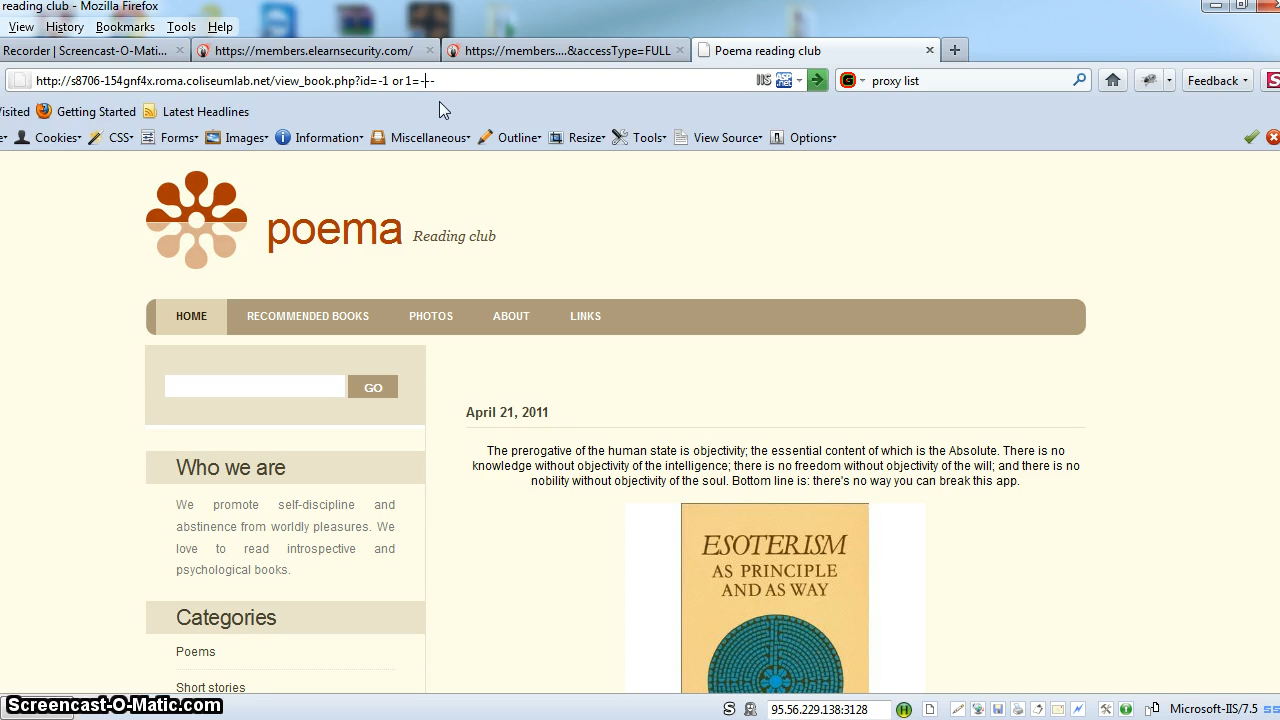 reading club - Mozilla Firefox
View History Bookmarks Tools Help
Recorder | Screencast-O-Mati... https://members.elearnsecurity.com/ https://members....&accessType=FULL Poema reading club
http://s8706-154gnf4x.roma.coliseumlab.net/view_book.php?id=-1 or1=--- IIS ASP .net G proxy list Feedback S
isited Getting Started Latest Headlines
Cookies CSS Forms Images Information Miscellaneous Outline Resize Tools View Source Options
poema Reading club
HOME RECOMMENDED BOOKS PHOTOS ABOUT LINKS
GO
April 21, 2011
The prerogative of the human state is objectivity; the essential content of which is the Absolute. There is no
knowledge without objectivity of the intelligence; there is no freedom without objectivity of the will; and there is no
nobility without objectivity of the soul. Bottom line is: there's no way you can break this app.
Who we are
We promote self-discipline and
abstinence from worldly pleasures. We
love to read introspective and
psychological books.
ESOTERISM
AS PRINCIPLE
AND AS WAY
Categories
Poems
Short stories
Screencast-O-Matic.com
S 95.56.229.138:3128 H Microsoft-IIS/7.5